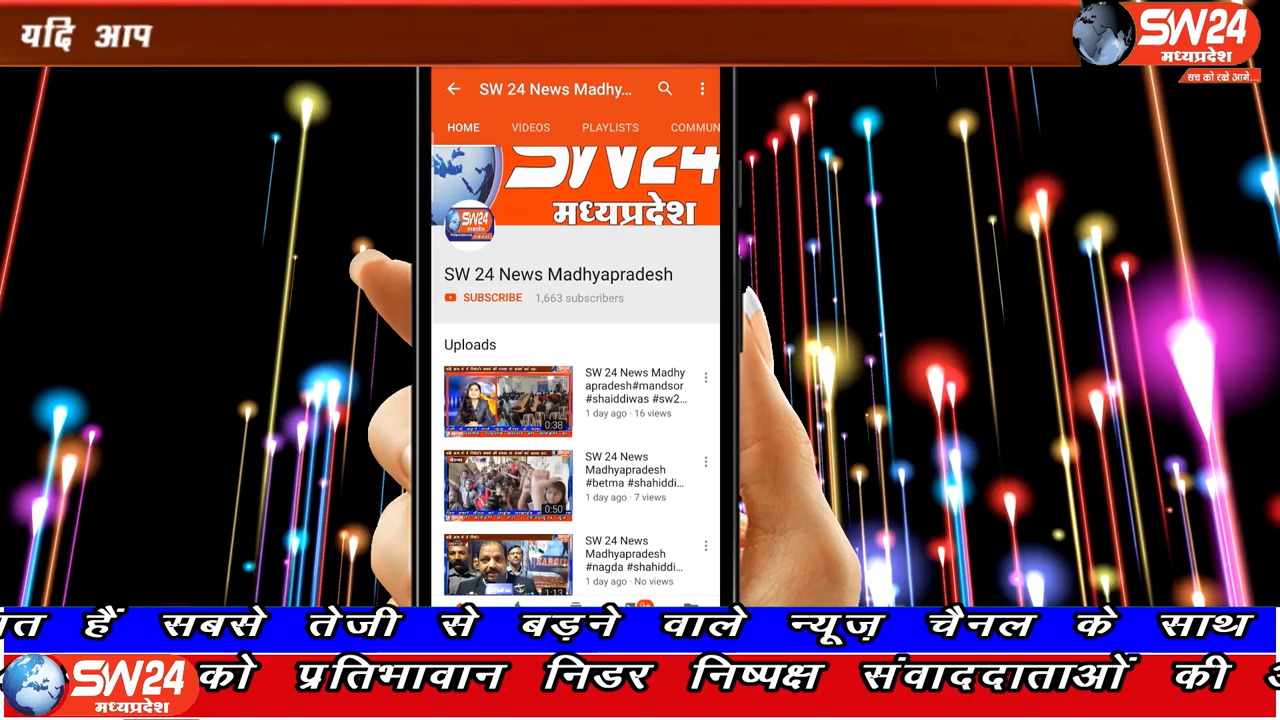 यदि आप
SW24
मध्यप्रदेश
सच को रखे आगे...
SW 24 News Madhy...
HOME VIDEOS PLAYLISTS COMMUN
SW24
मध्यप्रदेश
SW24
SW 24 News Madhyapradesh
SUBSCRIBE 1,663 subscribers
Uploads
SW 24 News Madhy
apradesh#mandsor
#shaiddiwas #sw2...
1 day ago · 16 views
0:38
SW 24 News
Madhyapradesh
#betma #shahiddi...
1 day ago · 7 views
0:50
SW 24 News
Madhyapradesh
#nagda #shahiddi...
1 day ago · No views
1:13
हैं सबसे तेजी से बड़ने वाले न्यूज़ चैनल के साथ
SW24
मध्यप्रदेश
को प्रतिभावान निडर निष्पक्ष संवाददाताओं की